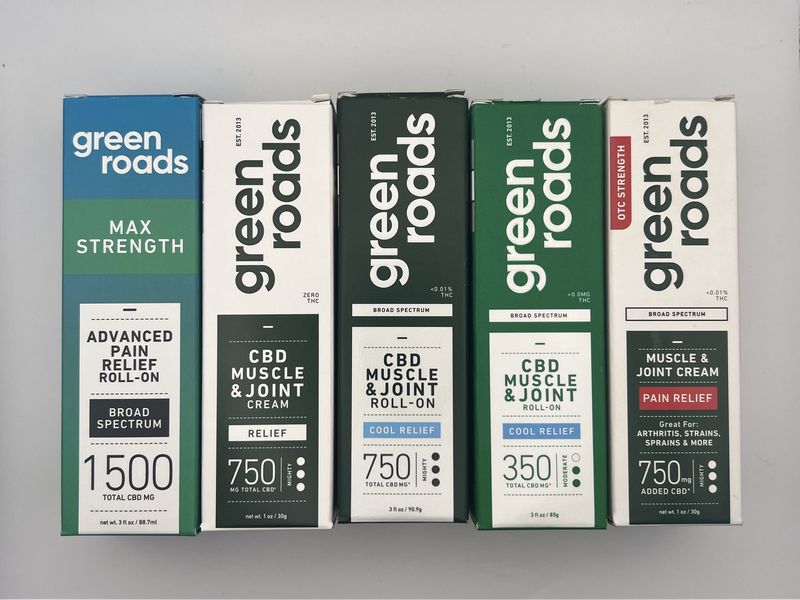 green
roads
MAX
STRENGTH
ADVANCED
PAIN
RELIEF
ROLL-ON
BROAD
SPECTRUM
1500
TOTAL CBD MG
net wt. 3 fl oz / 88.7ml
EST. 2013
green
roads
ZERO
THC
CBD
MUSCLE
& JOINT
CREAM
RELIEF
750
MG TOTAL CBD*
MIGHTY
net wt. 1 oz / 30g
EST. 2013
green
roads
<0.01%
THC
BROAD SPECTRUM
CBD
MUSCLE
& JOINT
ROLL-ON
COOL RELIEF
750
TOTAL CBD MG*
MIGHTY
3 fl oz / 90.9g
EST. 2013
green
roads
<0.0MG
THC
BROAD SPECTRUM
CBD
MUSCLE
& JOINT
ROLL-ON
COOL RELIEF
350
TOTAL CBD MG*
MODERATE
3 fl oz / 85g
OTC STRENGTH
EST. 2013
green
roads
<0.01%
THC
BROAD SPECTRUM
MUSCLE &
JOINT CREAM
PAIN RELIEF
Great For:
ARTHRITIS, STRAINS,
SPRAINS & MORE
750mg
ADDED CBD*
MIGHTY
net wt. 1 oz / 30g